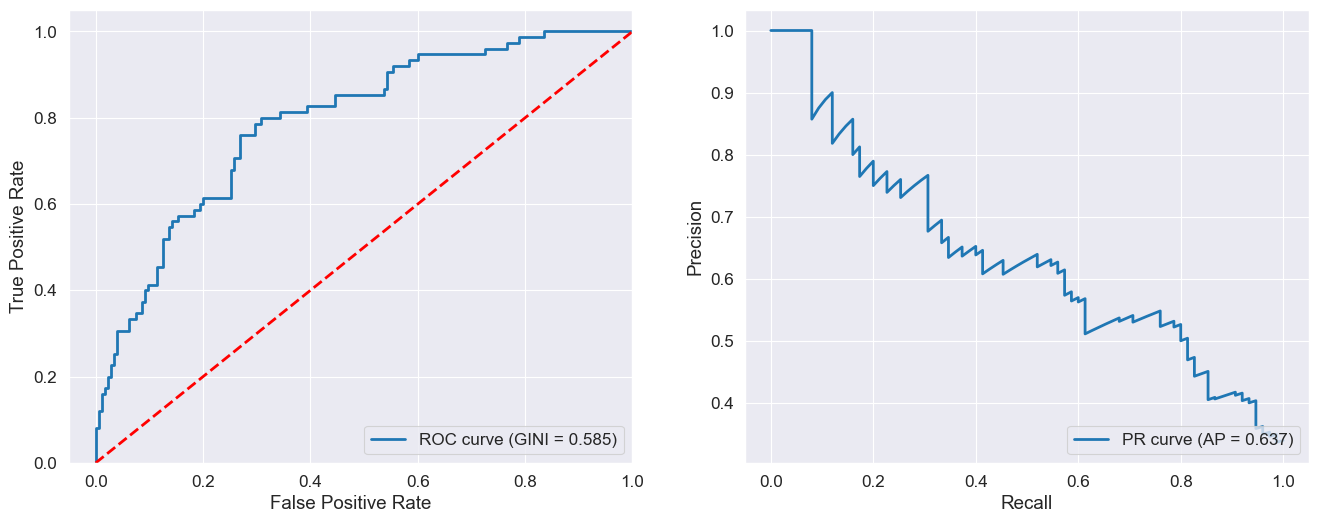 1.0
0.8
0.6
0.4
0.2
0.0
True Positive Rate
0.0 0.2 0.4 0.6 0.8 1.0
False Positive Rate
ROC curve (GINI = 0.585)
1.0
0.9
0.8
0.7
0.6
0.5
0.4
Precision
0.0 0.2 0.4 0.6 0.8 1.0
Recall
PR curve (AP = 0.637)